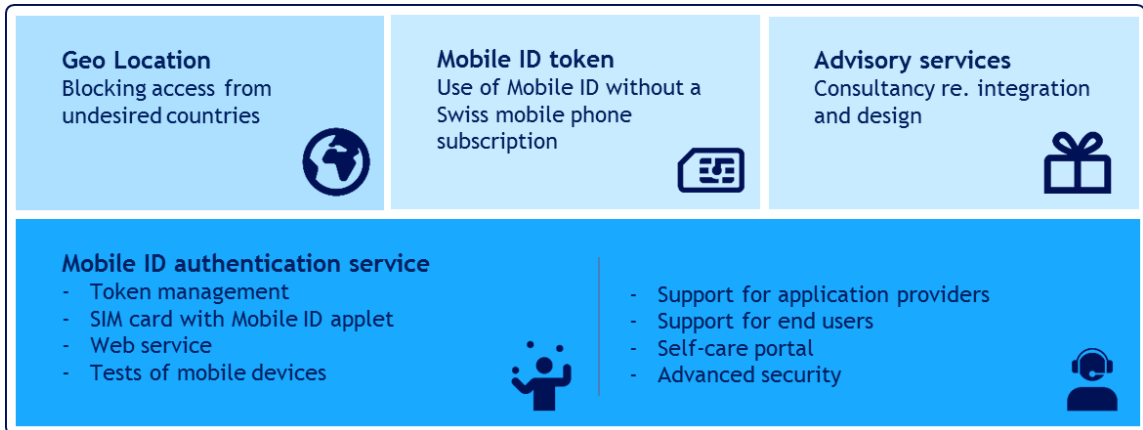 Geo Location
Blocking access from
undesired countries
Mobile ID token
Use of Mobile ID without a
Swiss mobile phone
subscription
Advisory services
Consultancy re. integration
and design
Mobile ID authentication service
- Token management
- SIM card with Mobile ID applet
- Web service
- Tests of mobile devices
- Support for application providers
- Support for end users
- Self-care portal
- Advanced security